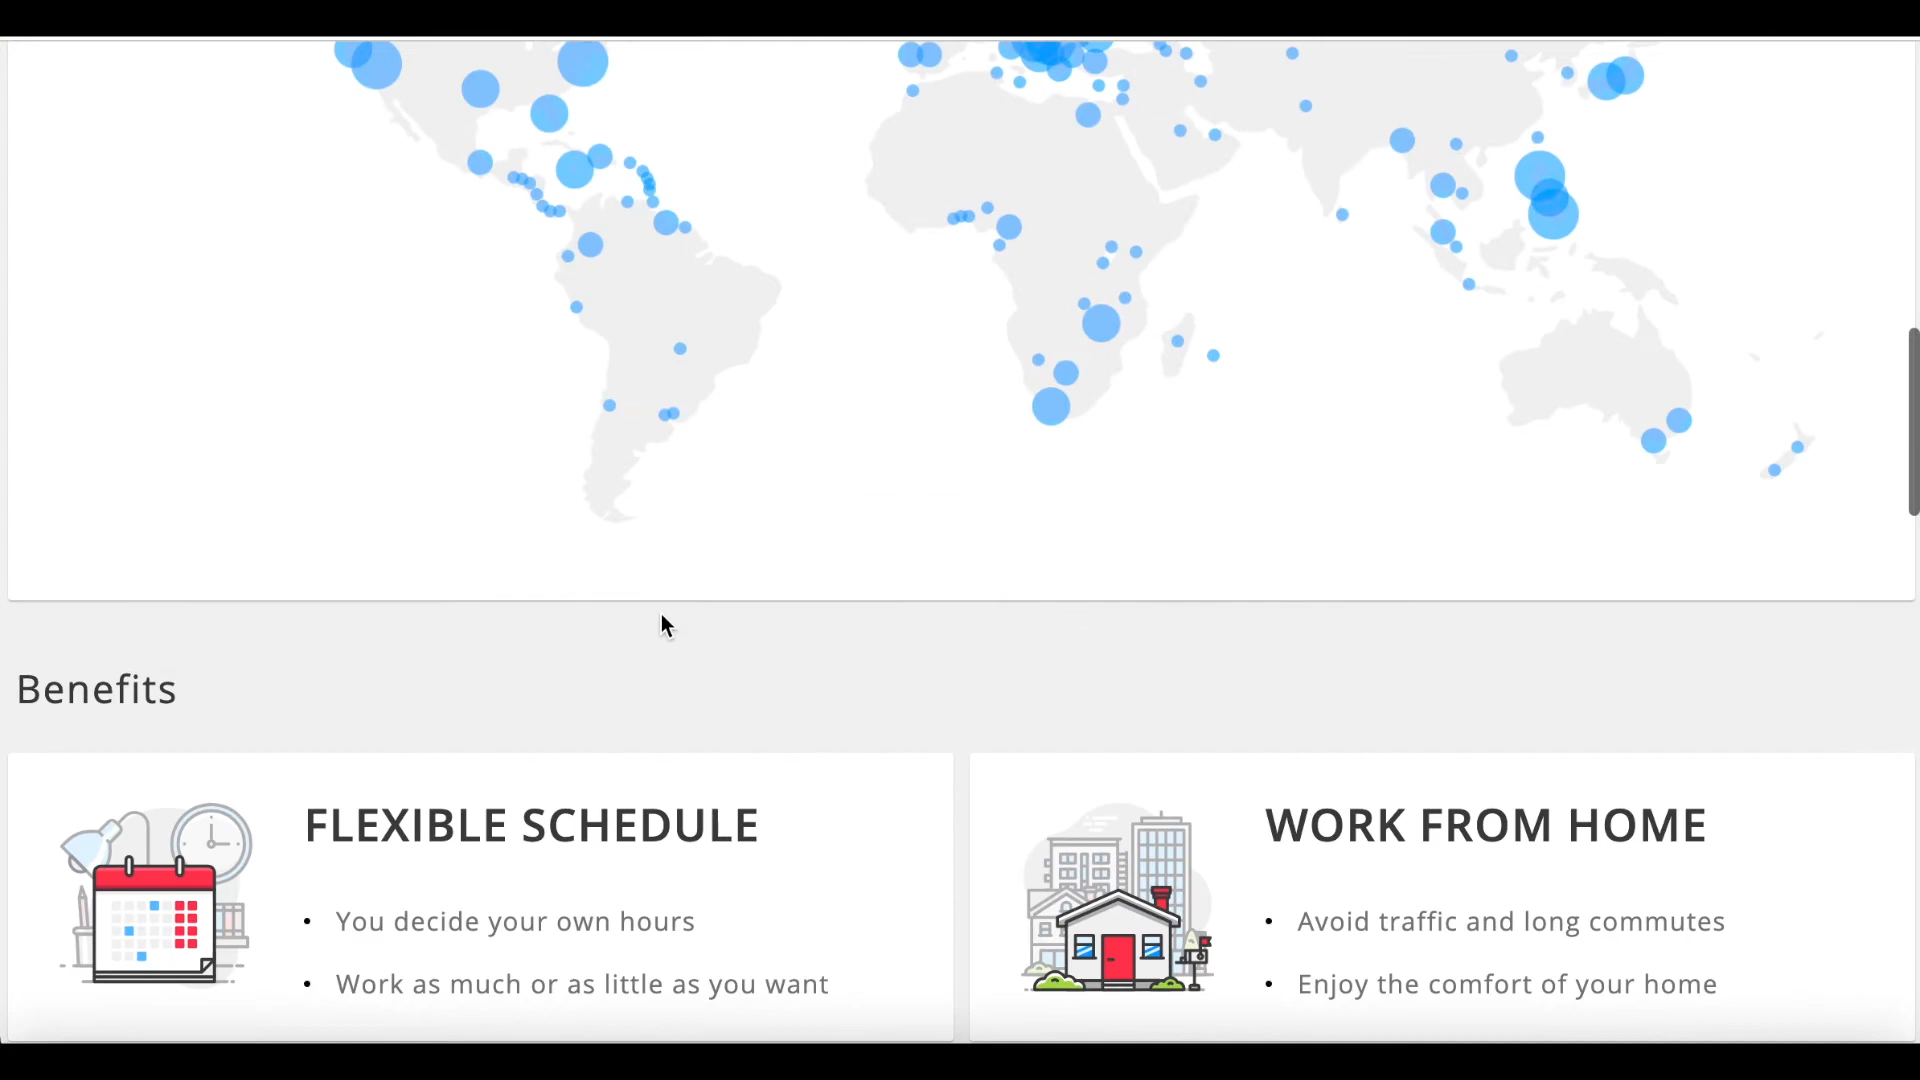 Benefits
FLEXIBLE SCHEDULE
• You decide your own hours
• Work as much or as little as you want
WORK FROM HOME
• Avoid traffic and long commutes
• Enjoy the comfort of your home